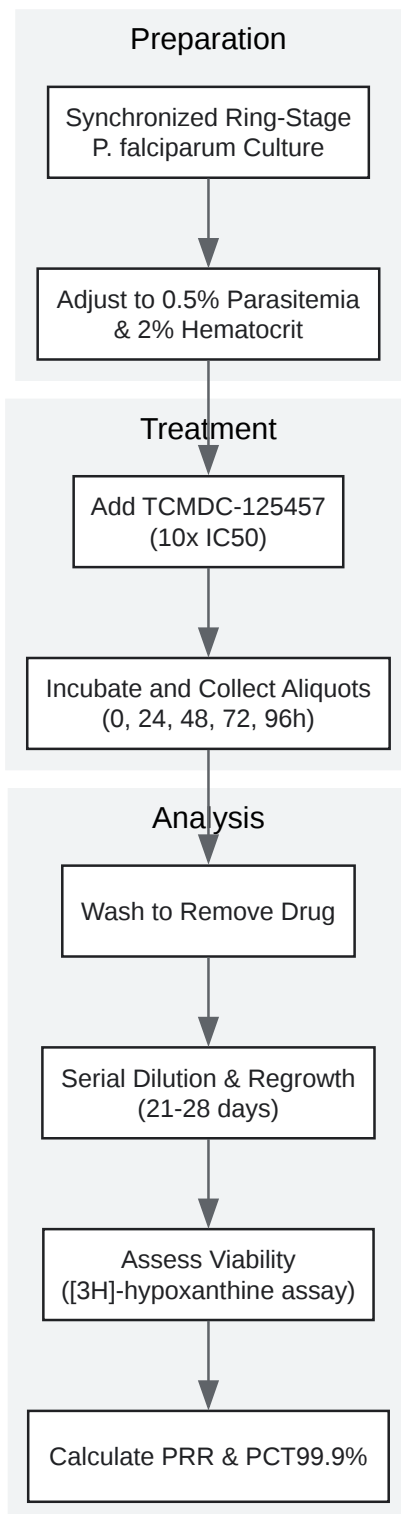 Preparation
Synchronized Ring-Stage
P. falciparum Culture
Adjust to 0.5% Parasitemia
& 2% Hematocrit
Treatment
Add TCMDC-125457
(10x IC50)
Incubate and Collect Aliquots
(0, 24, 48, 72, 96h)
Analysis
Wash to Remove Drug
Serial Dilution & Regrowth
(21-28 days)
Assess Viability
([3H]-hypoxanthine assay)
Calculate PRR & PCT99.9%